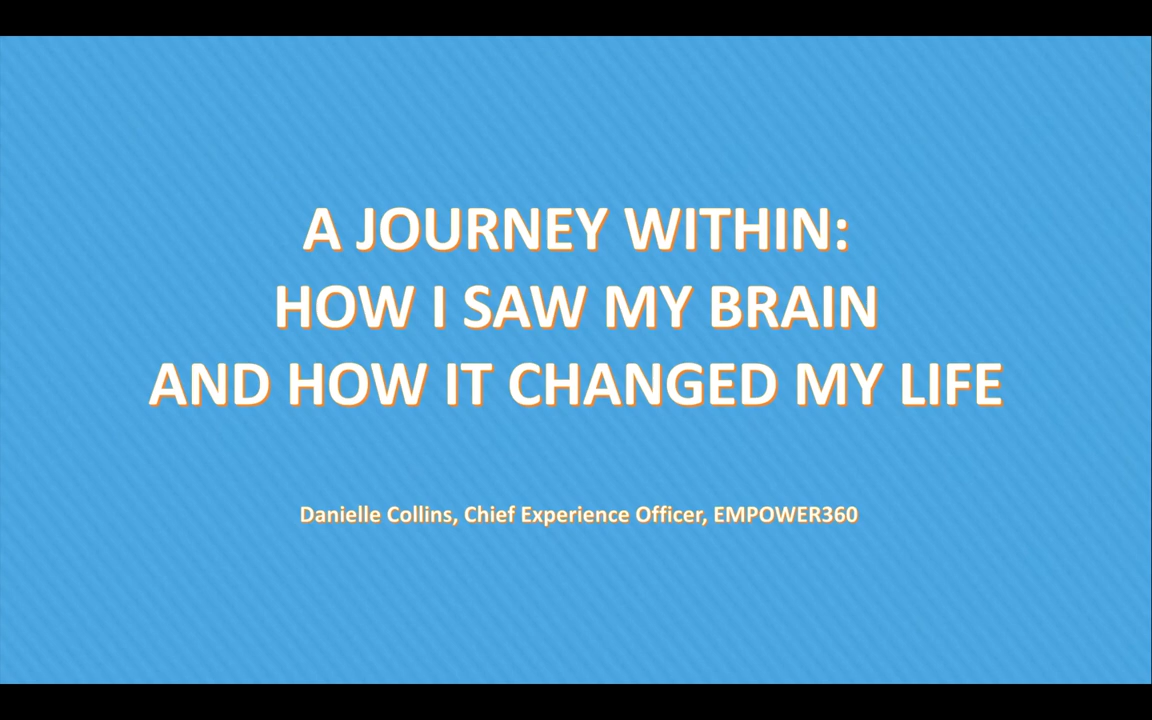 A JOURNEY WITHIN:
HOW I SAW MY BRAIN
AND HOW IT CHANGED MY LIFE
Danielle Collins, Chief Experience Officer, EMPOWER360